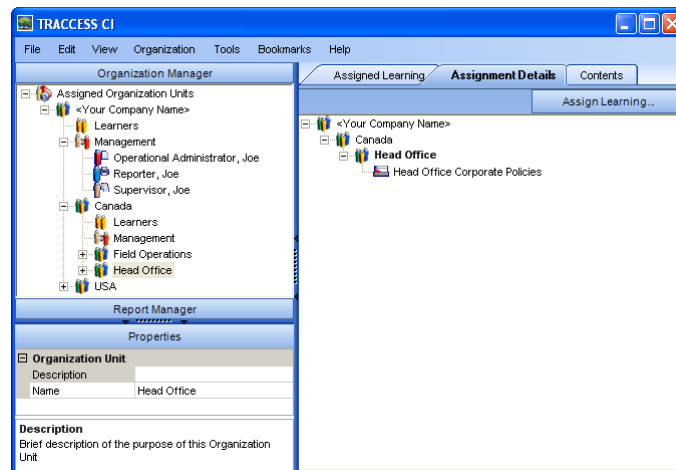 TRACCESS CI
File Edit View Organization Tools Bookmarks Help
Organization Manager
Assigned Organization Units
<Your Company Name>
Learners
Management
Operational Administrator, Joe
Reporter, Joe
Supervisor, Joe
Canada
Learners
Management
Field Operations
Head Office
USA
Report Manager
Properties
Organization Unit
Description
Name Head Office
Description
Brief description of the purpose of this Organization
Unit
Assigned Learning Assignment Details Contents
Assign Learning...
<Your Company Name>
Canada
Head Office
Head Office Corporate Policies